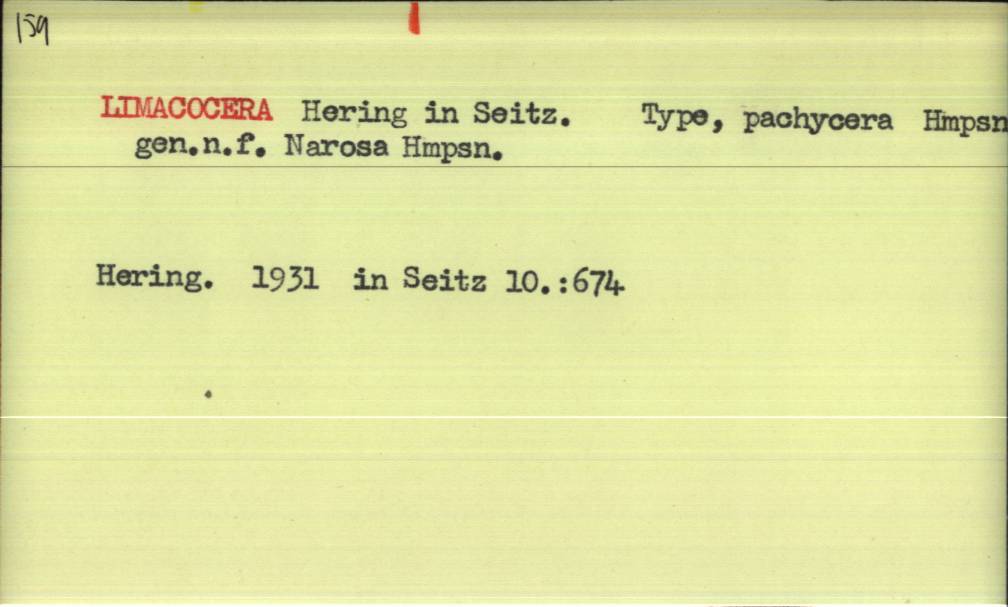 159
LIMACOCERA Hering in Seitz. Type, pachycera Hmpsn
gen.n.f. Narosa Hmpsn.
Hering. 1931 in Seitz 10.:674